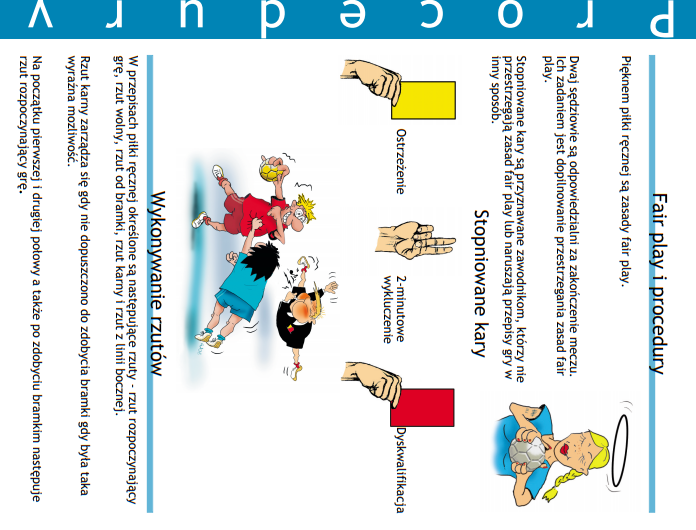 Procedury
Fair play i procedury
Pięknem piłki ręcznej są zasady fair play.
Dwaj sędziowie są odpowiedzialni za zakończenie meczu.
Ich zadaniem jest dopilnowanie przestrzegania zasad fair
play.
Stopniowane kary
Stopniowane kary są przyznawane zawodnikom, którzy nie
przestrzegają zasad fair play lub naruszają przepisy gry w
inny sposób.
Ostrzeżenie
2-minutowe
wykluczenie
Dyskwalifikacja
Wykonywanie rzutów
W przepisach piłki ręcznej określone są następujące rzuty - rzut rozpoczynający
grę, rzut wolny, rzut od bramki, rzut karny i rzut z linii bocznej.
Rzut karny zarządza się gdy nie dopuszczono do zdobycia bramki gdy była taka
wyraźna możliwość.
Na początku pierwszej i drugiej połowy a także po zdobyciu bramkim następuje
rzut rozpoczynający grę.